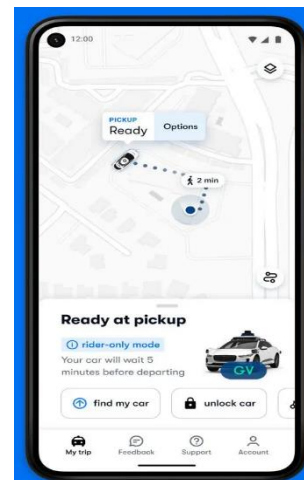 12:00
PICKUP
Ready
Options
2 min
Ready at pickup
rider-only mode
Your car will wait 5
minutes before departing
GV
find my car
unlock car
My trip
Feedback
Support
Account